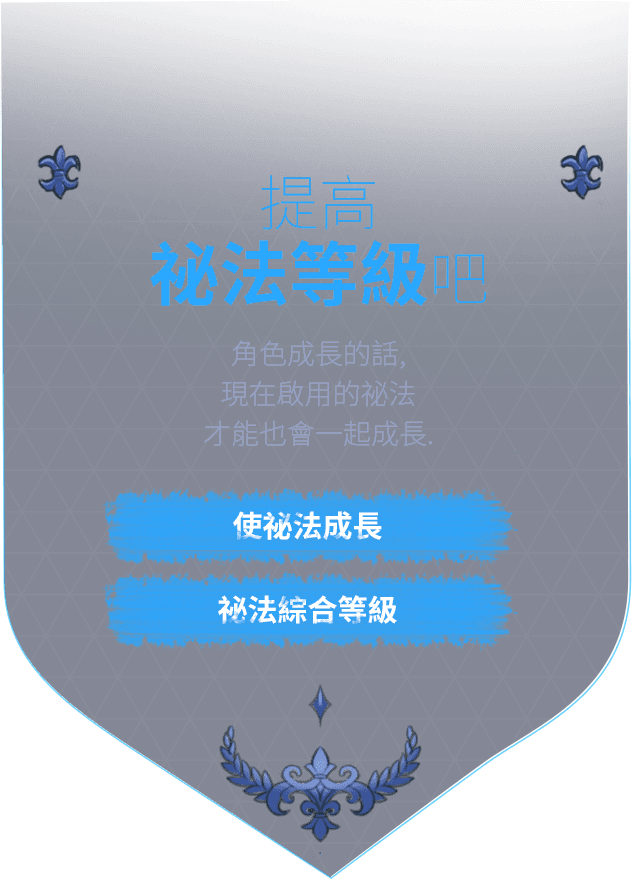 提高
祕法等級吧
角色成長的話,
現在啟用的祕法
才能也會一起成長.
使祕法成長
祕法綜合等級